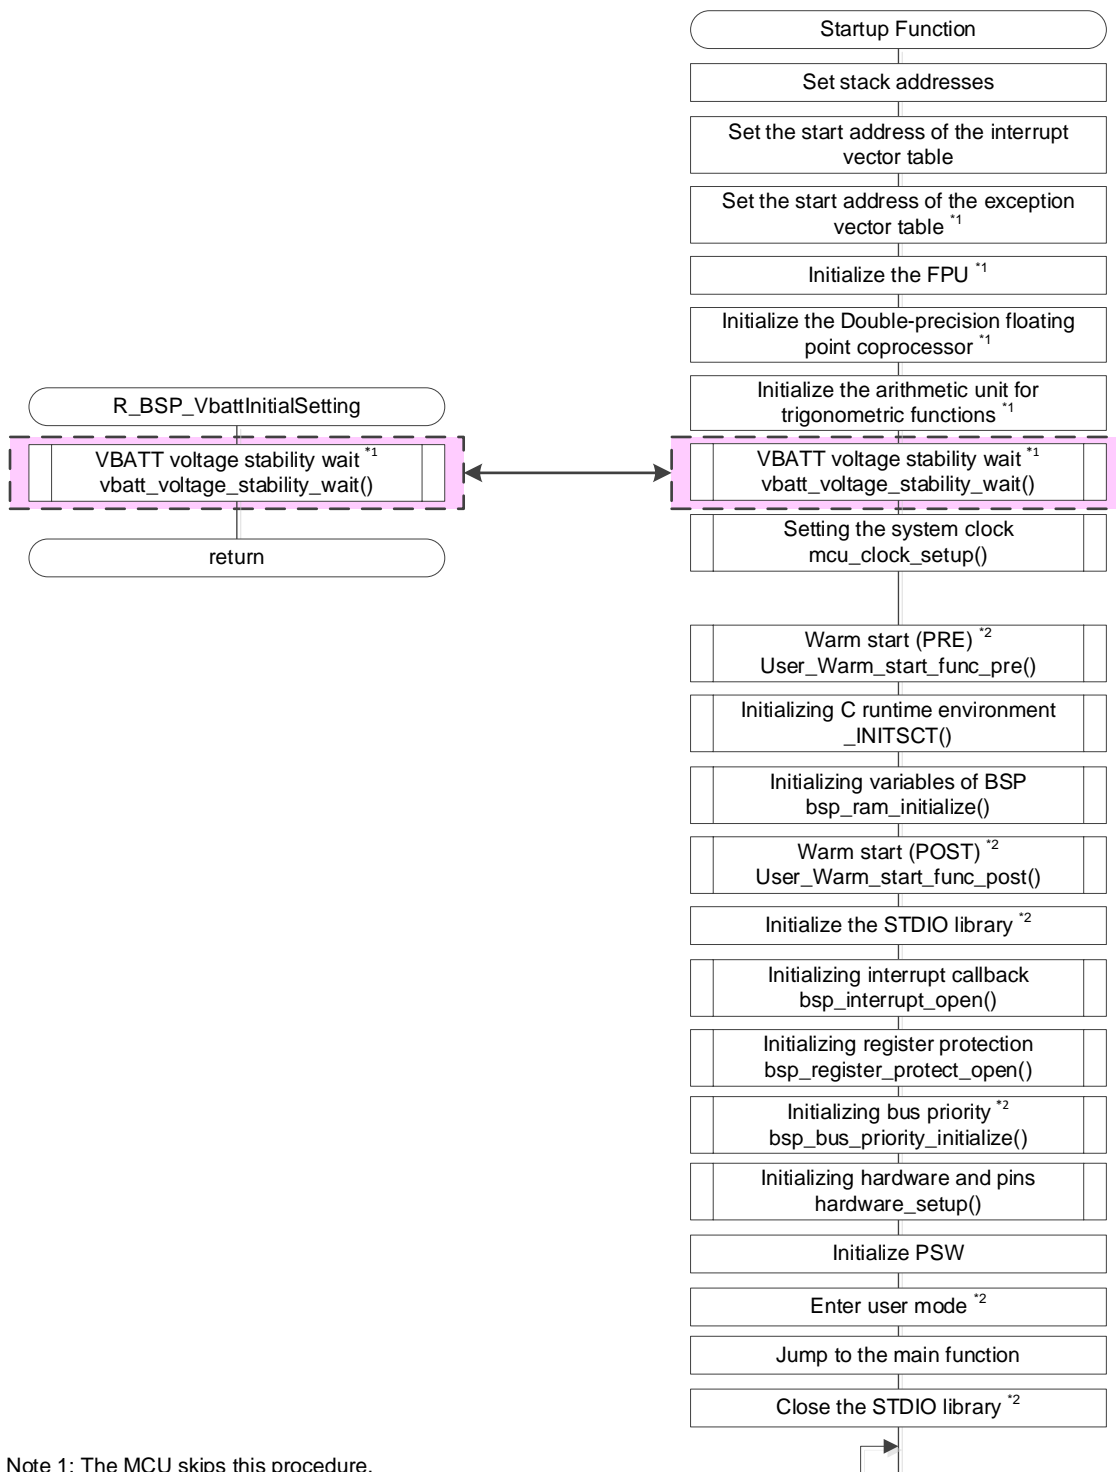 Startup Function
Set stack addresses
Set the start address of the interrupt
vector table
Set the start address of the exception
vector table *1
Initialize the FPU *1
Initialize the Double-precision floating
point coprocessor *1
Initialize the arithmetic unit for
trigonometric functions *1
R_BSP_VbattInitialSetting
VBATT voltage stability wait *1
vbatt_voltage_stability_wait()
return
VBATT voltage stability wait *1
vbatt_voltage_stability_wait()
Setting the system clock
mcu_clock_setup()
Warm start (PRE) *2
User_Warm_start_func_pre()
Initializing C runtime environment
_INITSCT()
Initializing variables of BSP
bsp_ram_initialize()
Warm start (POST) *2
User_Warm_start_func_post()
Initialize the STDIO library *2
Initializing interrupt callback
bsp_interrupt_open()
Initializing register protection
bsp_register_protect_open()
Initializing bus priority *2
bsp_bus_priority_initialize()
Initializing hardware and pins
hardware_setup()
Initialize PSW
Enter user mode *2
Jump to the main function
Close the STDIO library *2
Note 1: The MCU skips this procedure.